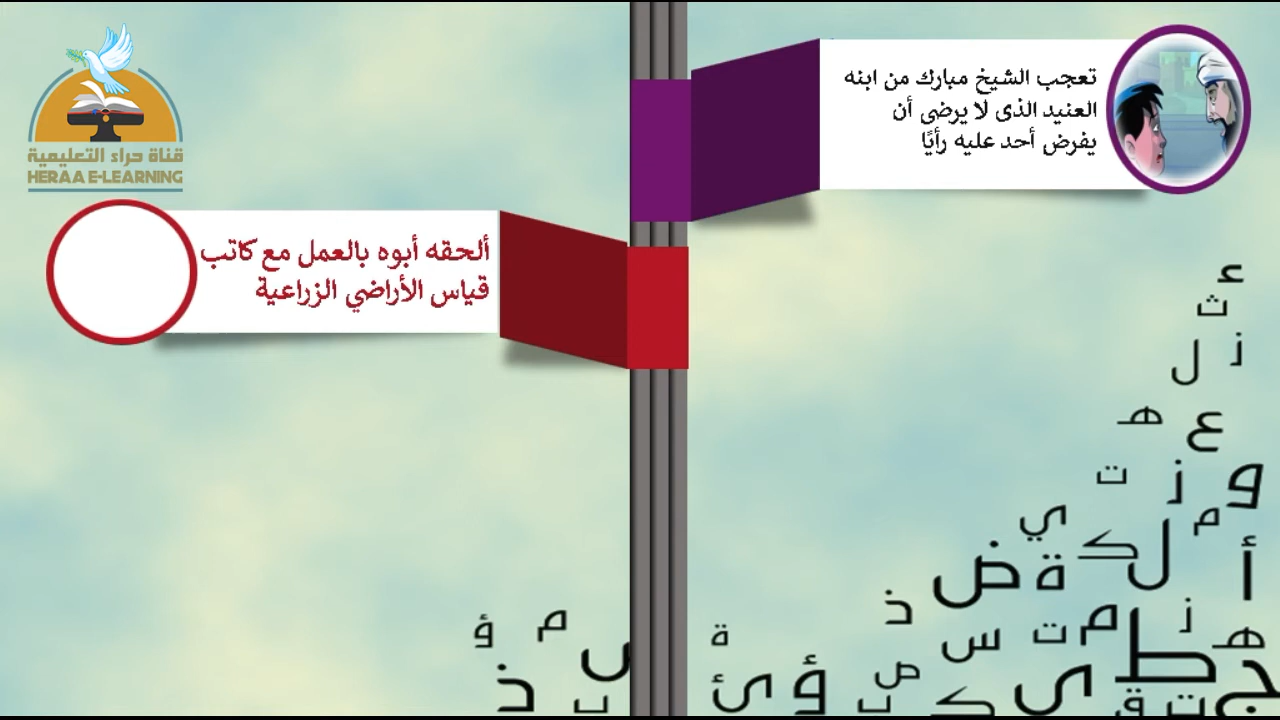 تعجب الشيخ مبارك من ابنه
العنيد الذى لا يرضى أن
يفرض أحد عليه رأيًا
قناة حراء التعليمية
HERAA E-LEARNING
ألحقه أبوه بالعمل مع كاتب
قياس الأراضي الزراعية
ء
ث
ل ن
ه ع
ت ن و
ي م
ض ة ك ل أ
ذ س ت م ن ه
ؤ م س ة ط
ذ ئ ى ؤ ص ى ج
ب ب ك ق ت